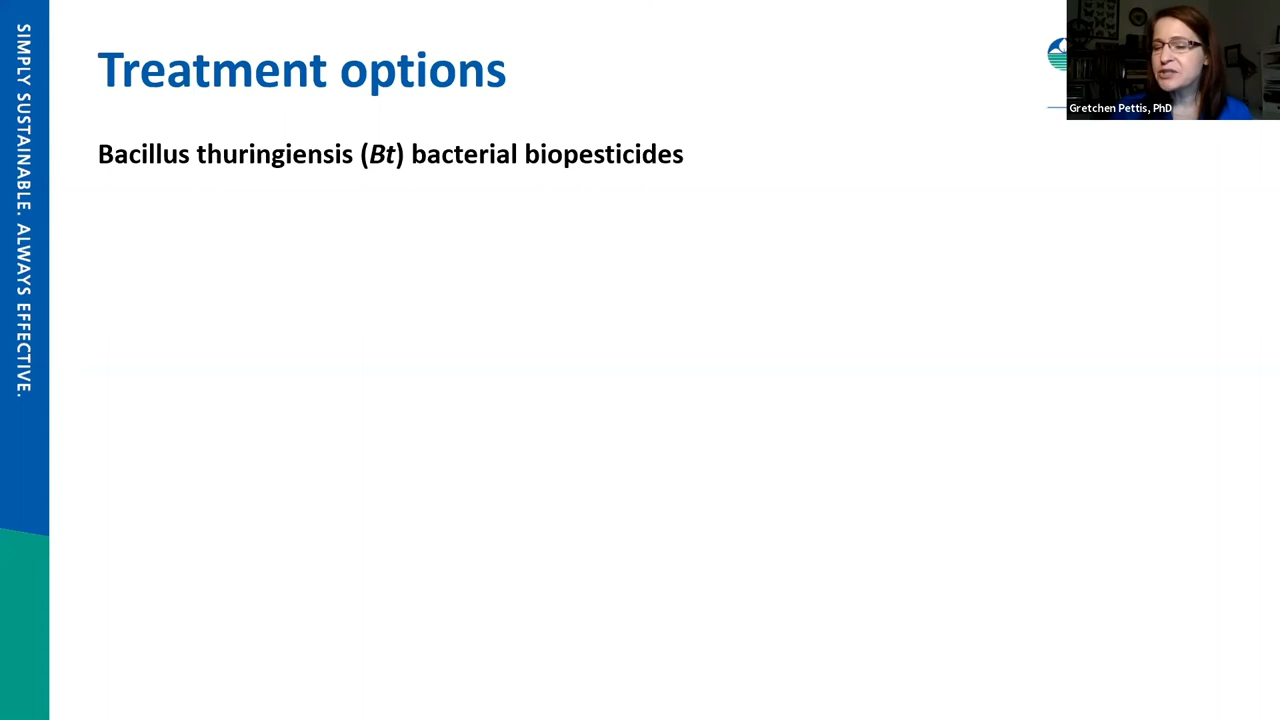 SIMPLY SUSTAINABLE. ALWAYS EFFECTIVE.
Treatment options
Gretchen Pettis, PhD
Bacillus thuringiensis (Bt) bacterial biopesticides